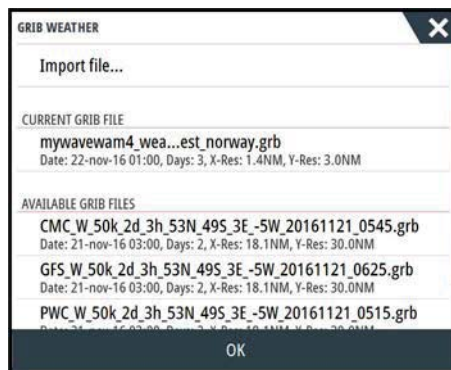 GRIB WEATHER
Import file...
CURRENT GRIB FILE
mywavewam4_wea...est_norway.grb
Date: 22-nov-16 01:00, Days: 3, X-Res: 1.4NM, Y-Res: 3.0NM
AVAILABLE GRIB FILES
CMC_W_50k_2d_3h_53N_49S_3E_-5W_20161121_0545.grb
Date: 21-nov-16 03:00, Days: 2, X-Res: 18.1NM, Y-Res: 30.0NM
GFS_W_50k_2d_3h_53N_49S_3E_-5W_20161121_0625.grb
Date: 21-nov-16 03:00, Days: 2, X-Res: 18.1NM, Y-Res: 30.0NM
PWC_W_50k_2d_3h_53N_49S_3E_-5W_20161121_0515.grb
OK